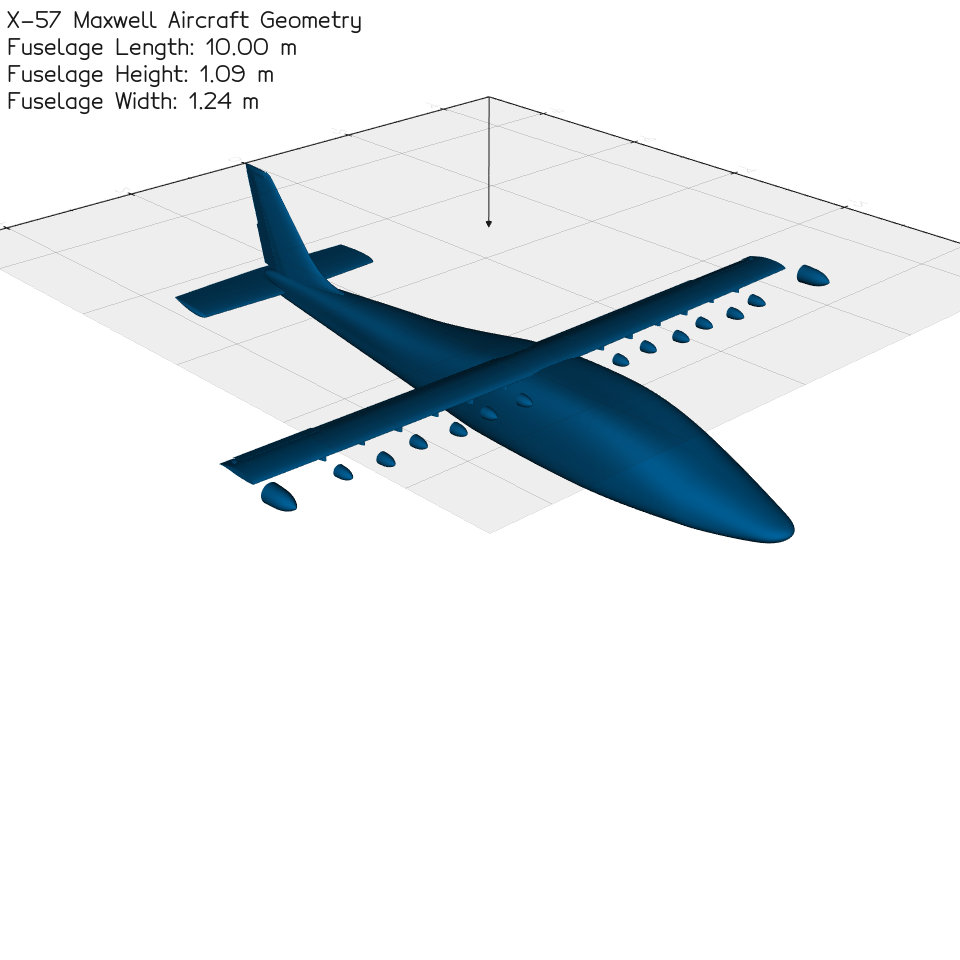 X-57 Maxwell Aircraft Geometry
Fuselage Length: 10.00 m
Fuselage Height: 1.09 m
Fuselage Width: 1.24 m